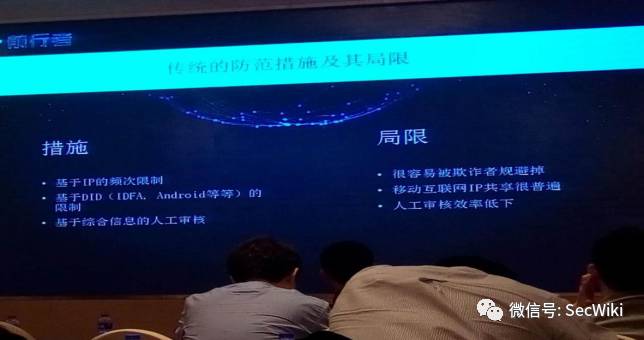 前行者
传统的防范措施及其局限
措施
• 基于IP的频次限制
• 基于DID（IDFA, Android等等）的
限制
• 基于综合信息的人工审核
局限
• 很容易被欺诈者规避掉
• 移动互联网IP共享很普遍
• 人工审核效率低下
微信号: SecWiki